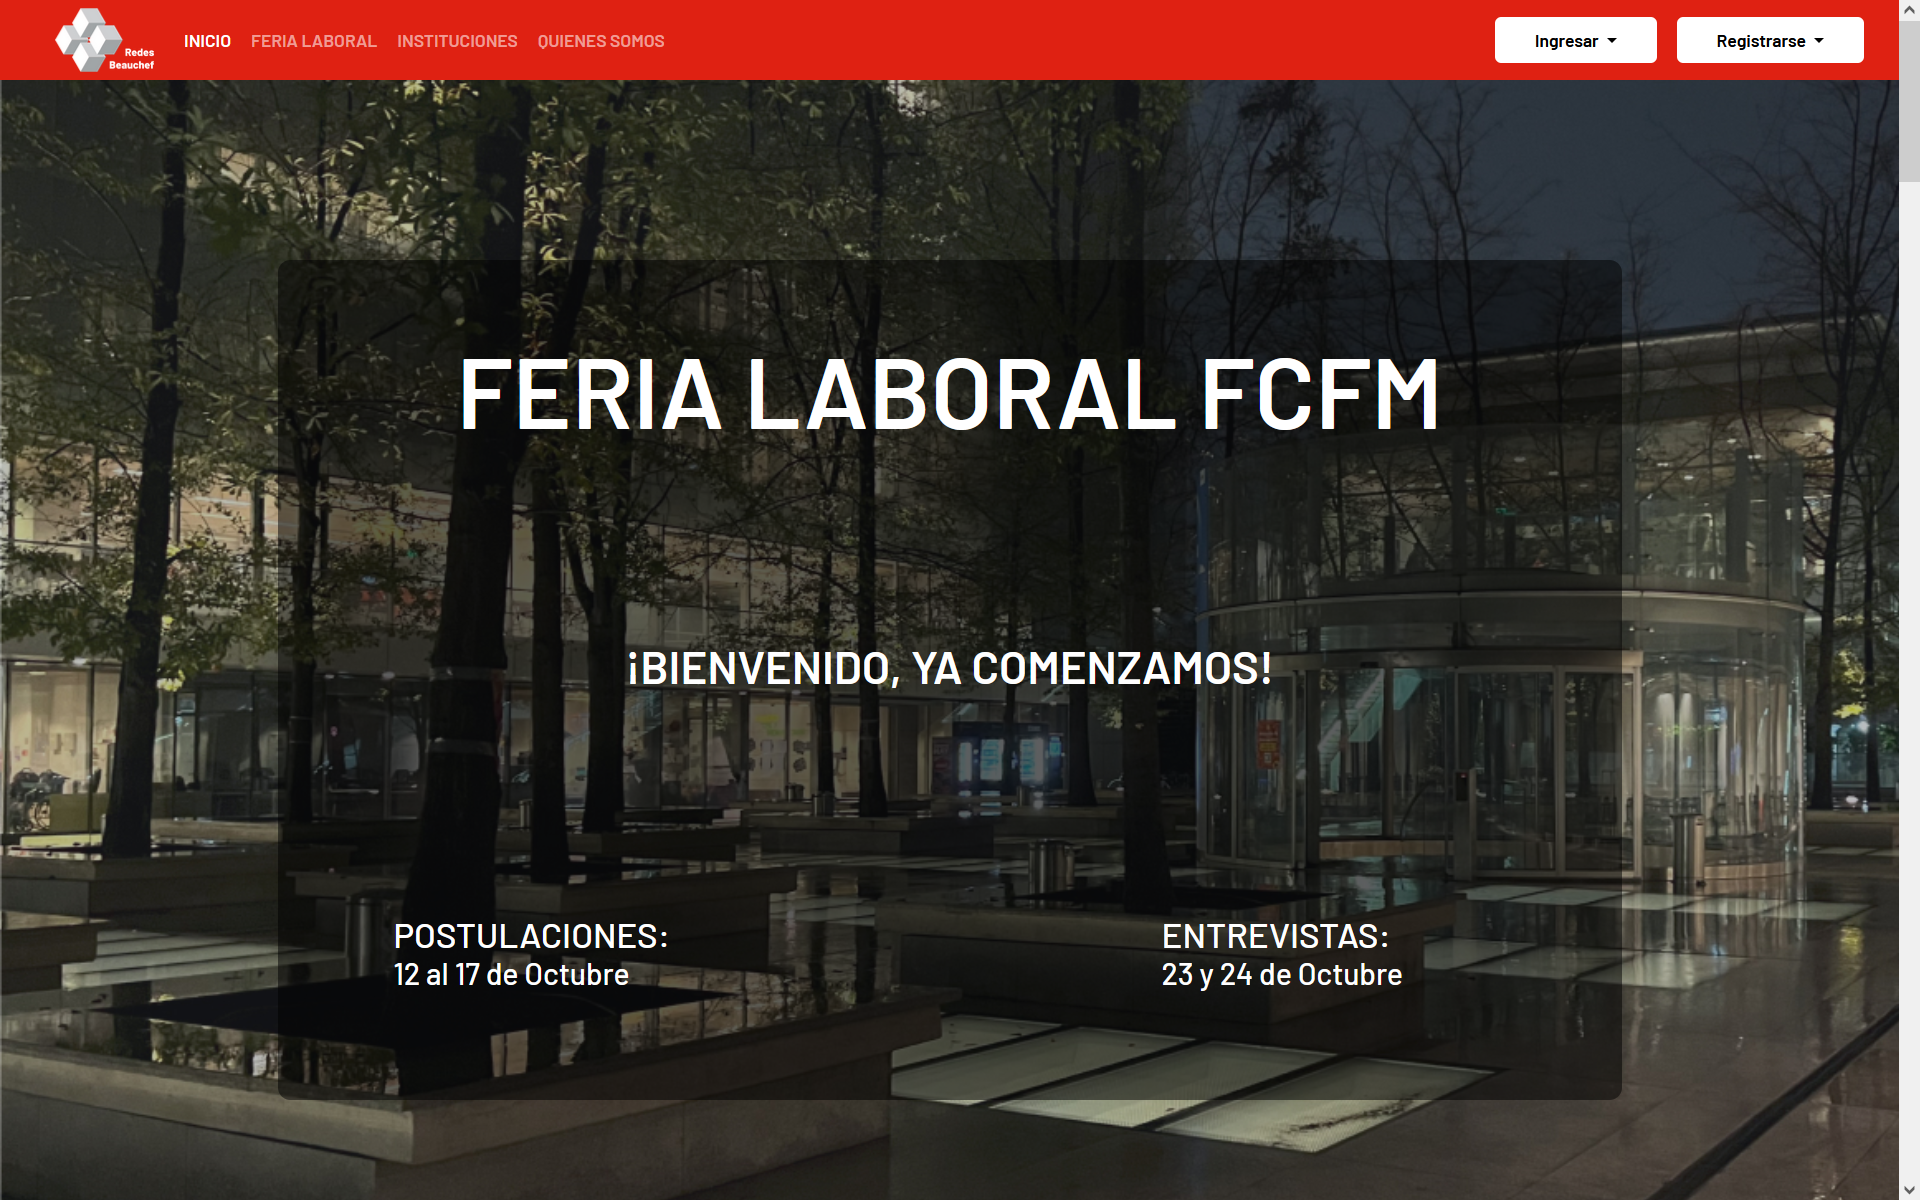 Redes
Beauchef
INICIO
FERIA LABORAL
INSTITUCIONES
QUIENES SOMOS
Ingresar
Registrarse
FERIA LABORAL FCFM
¡BIENVENIDO, YA COMENZAMOS!
POSTULACIONES:
12 al 17 de Octubre
ENTREVISTAS:
23 y 24 de Octubre